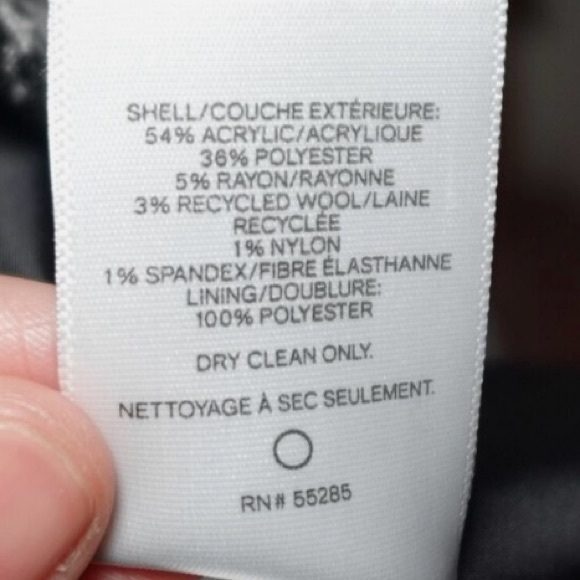 SHELL/COUCHE EXTÉRIEURE:
54% ACRYLIC/ACRYLIQUE
36% POLYESTER
5% RAYON/RAYONNE
3% RECYCLED WOOL/LAINE
RECYCLÉE
1% NYLON
1% SPANDEX/FIBRE ÉLASTHANNE
LINING/DOUBLURE:
100% POLYESTER
DRY CLEAN ONLY.
NETTOYAGE À SEC SEULEMENT.
RN# 55285